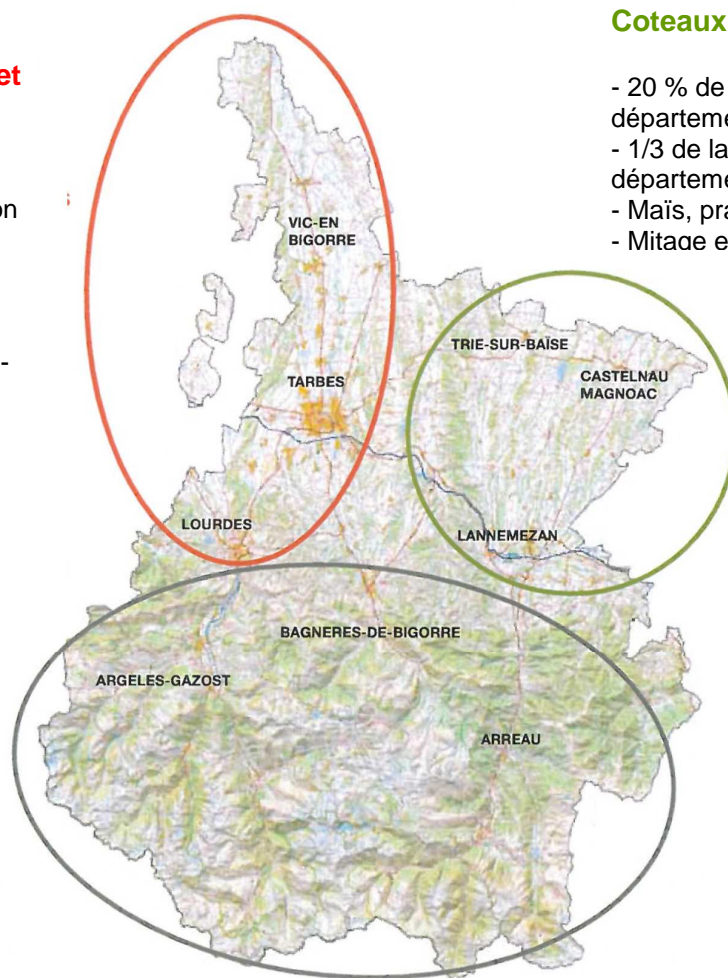 et
on
-
Coteaux
- 20 % de
départeme
- 1/3 de la
départeme
- Maïs, pra
- Mitage e
VIC-EN
BIGORRE
TRIE-SUR-BAÏSE
TARBES
CASTELNAU
MAGNOAC
LOURDES
LANNEMEZAN
BAGNERES-DE-BIGORRE
ARGELES-GAZOST
ARREAU